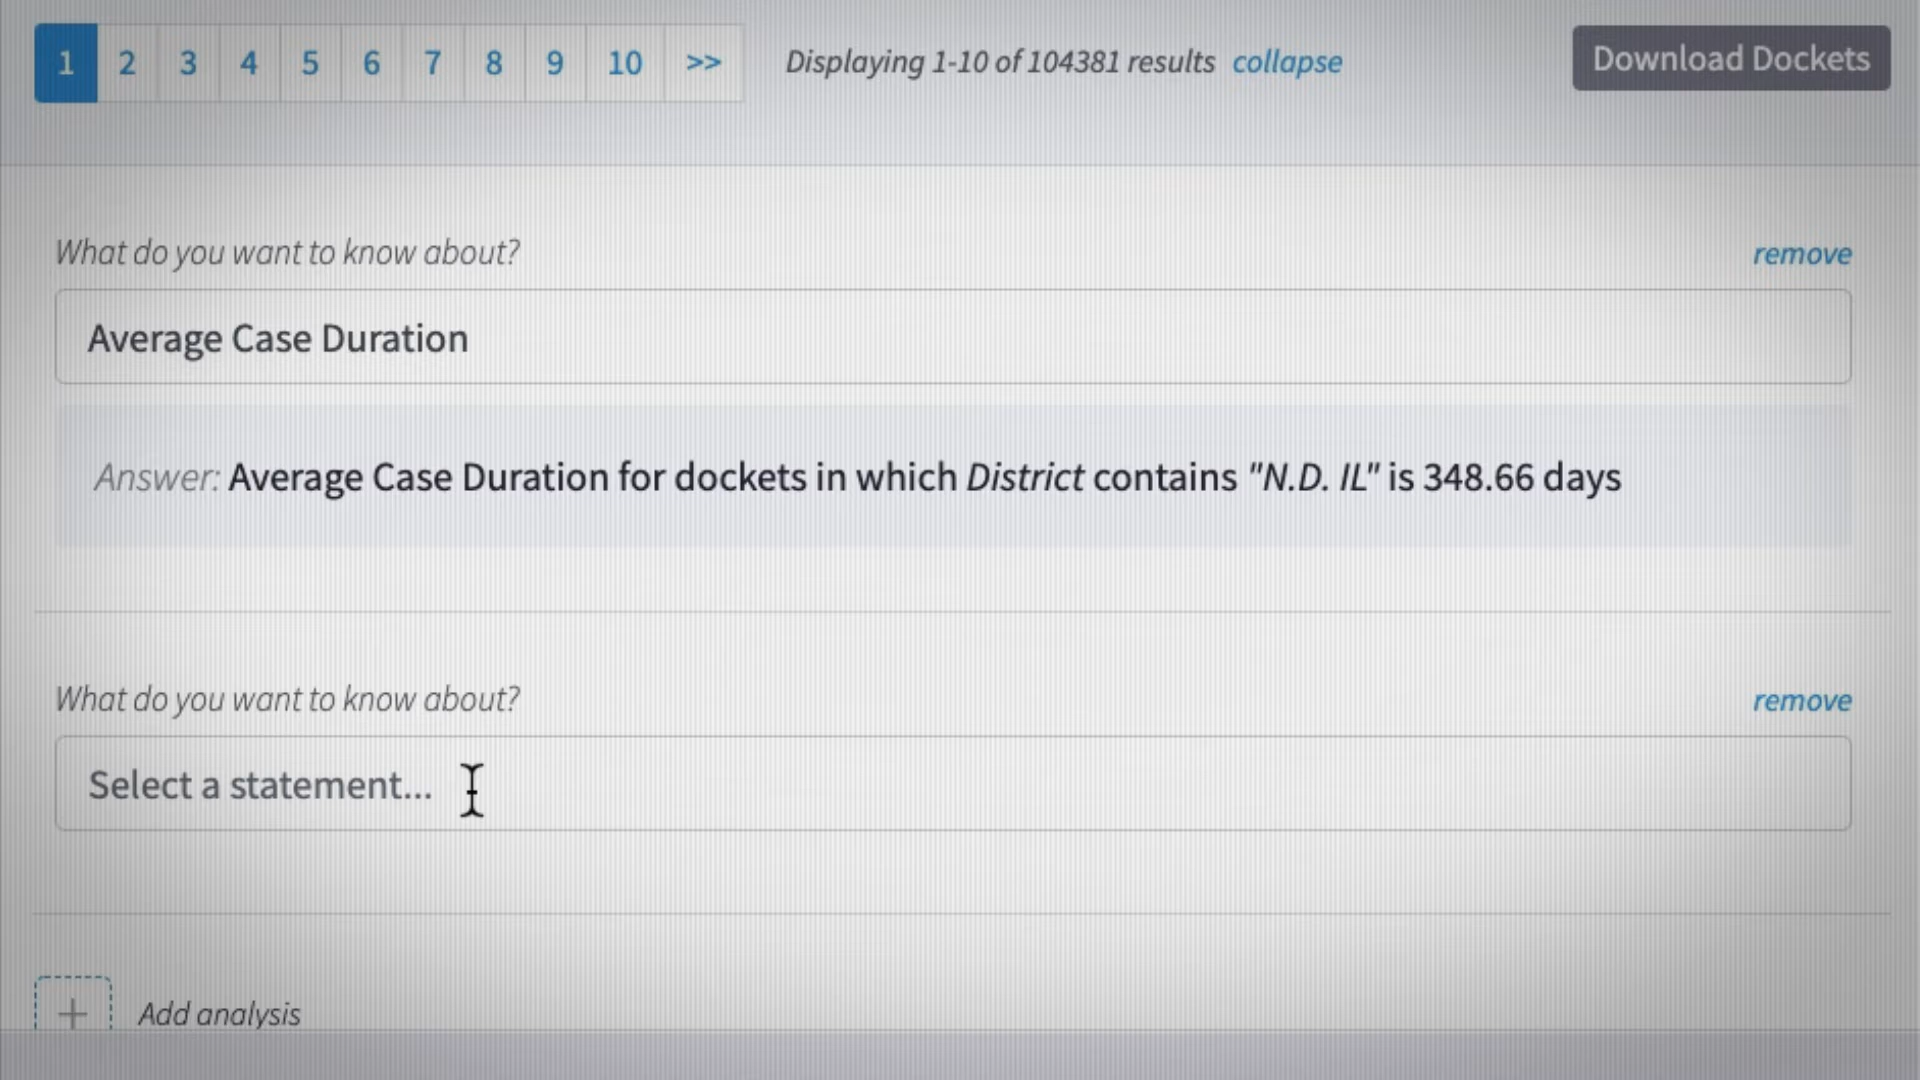 1 2 3 4 5 6 7 8 9 10 >> Displaying 1-10 of 104381 results collapse Download Dockets
What do you want to know about? remove
Average Case Duration
Answer: Average Case Duration for dockets in which District contains "N.D. IL" is 348.66 days
What do you want to know about? remove
Select a statement...
+ Add analysis